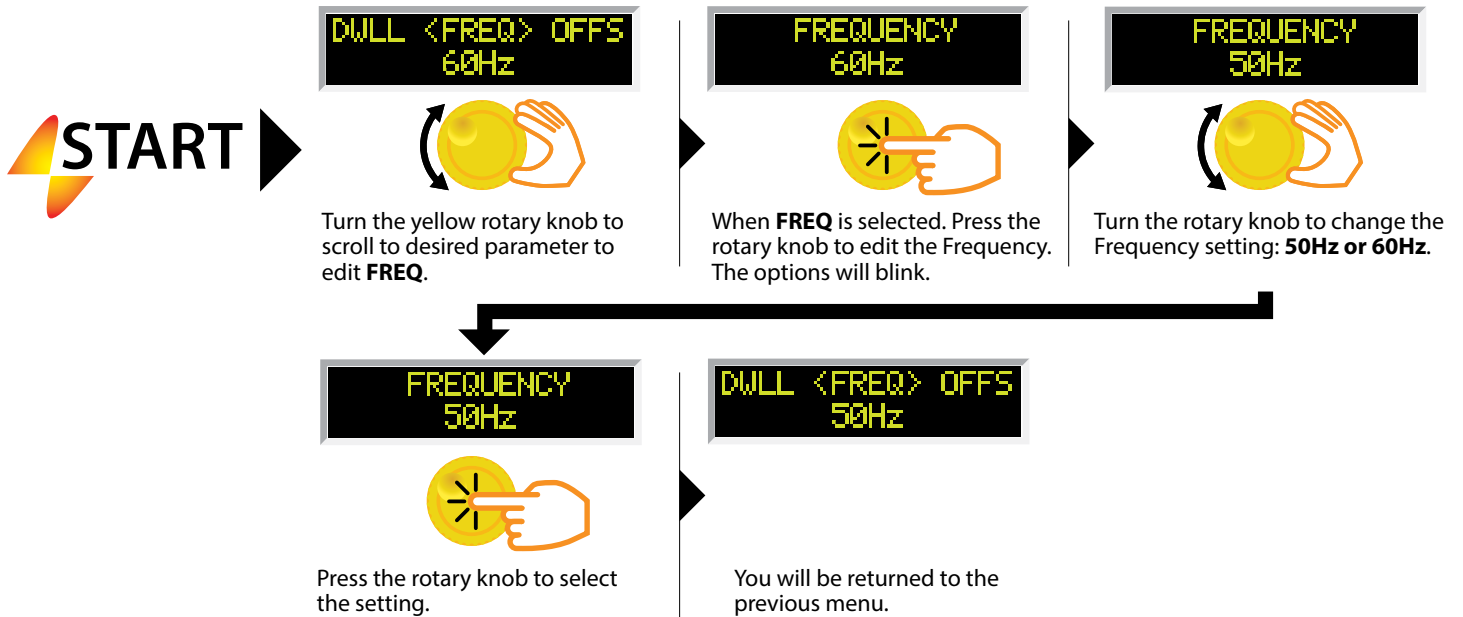 START
DWLL <FREQ> OFFS
60Hz
Turn the yellow rotary knob to
scroll to desired parameter to
edit FREQ.
FREQUENCY
60Hz
When FREQ is selected. Press the
rotary knob to edit the Frequency.
The options will blink.
FREQUENCY
50Hz
Turn the rotary knob to change the
Frequency setting: 50Hz or 60Hz.
FREQUENCY
50Hz
Press the rotary knob to select
the setting.
DWLL <FREQ> OFFS
50Hz
You will be returned to the
previous menu.